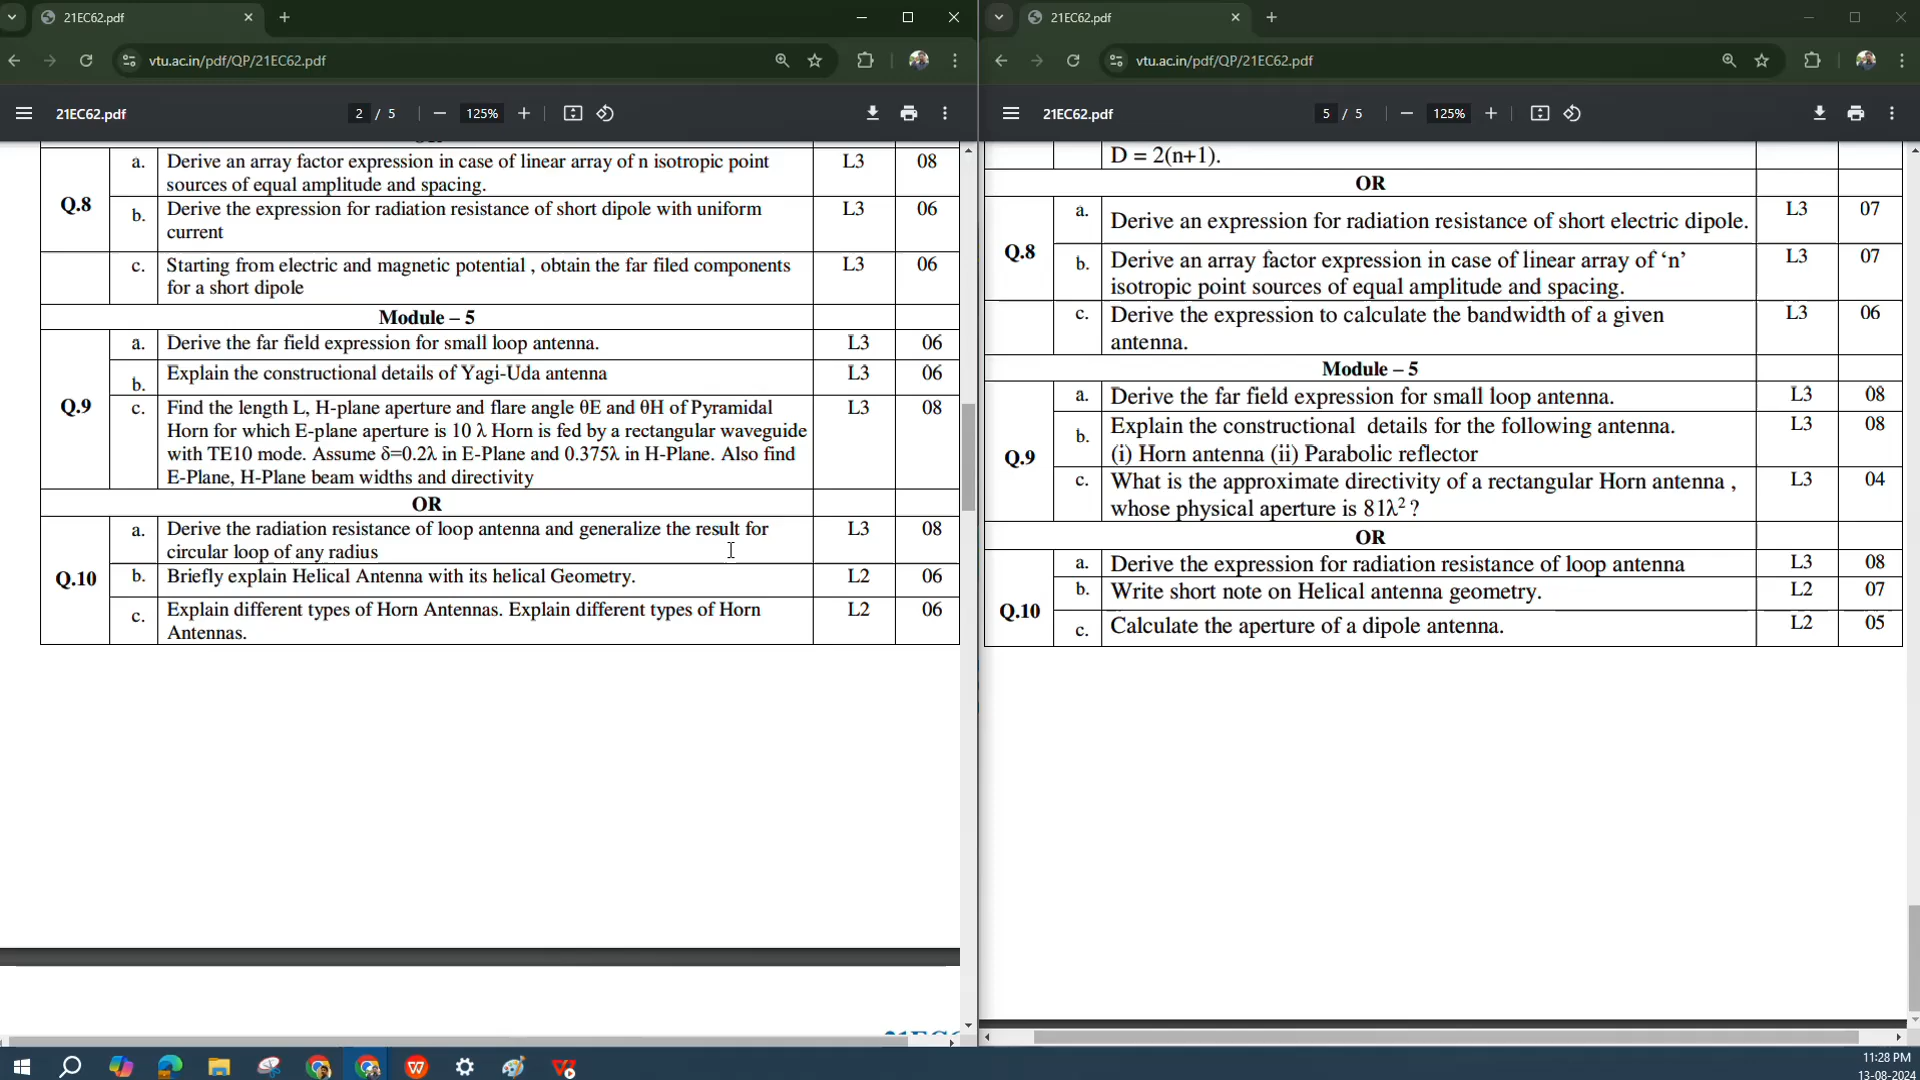 21EC62.pdf
vtu.ac.in/pdf/QP/21EC62.pdf
21EC62.pdf
2 / 5
125%
a. Derive an array factor expression in case of linear array of n isotropic point L3 08
sources of equal amplitude and spacing.
Q.8
b. Derive the expression for radiation resistance of short dipole with uniform L3 06
current
c. Starting from electric and magnetic potential , obtain the far filed components L3 06
for a short dipole
Module – 5
a. Derive the far field expression for small loop antenna. L3 06
b. Explain the constructional details of Yagi-Uda antenna L3 06
Q.9
c. Find the length L, H-plane aperture and flare angle θE and θH of Pyramidal L3 08
Horn for which E-plane aperture is 10 λ Horn is fed by a rectangular waveguide
with TE10 mode. Assume δ=0.2λ in E-Plane and 0.375λ in H-Plane. Also find
E-Plane, H-Plane beam widths and directivity
OR
a. Derive the radiation resistance of loop antenna and generalize the result for L3 08
circular loop of any radius
Q.10
b. Briefly explain Helical Antenna with its helical Geometry. L2 06
c. Explain different types of Horn Antennas. Explain different types of Horn L2 06
Antennas.
21EC62.pdf
vtu.ac.in/pdf/QP/21EC62.pdf
21EC62.pdf
5 / 5
125%
D = 2(n+1).
OR
a. Derive an expression for radiation resistance of short electric dipole. L3 07
Q.8
b. Derive an array factor expression in case of linear array of ‘n’ L3 07
isotropic point sources of equal amplitude and spacing.
c. Derive the expression to calculate the bandwidth of a given L3 06
antenna.
Module – 5
a. Derive the far field expression for small loop antenna. L3 08
b. Explain the constructional details for the following antenna. L3 08
(i) Horn antenna (ii) Parabolic reflector
Q.9
c. What is the approximate directivity of a rectangular Horn antenna , L3 04
whose physical aperture is 81λ² ?
OR
a. Derive the expression for radiation resistance of loop antenna L3 08
b. Write short note on Helical antenna geometry. L2 07
Q.10
c. Calculate the aperture of a dipole antenna. L2 05
11:28 PM
13-08-2024